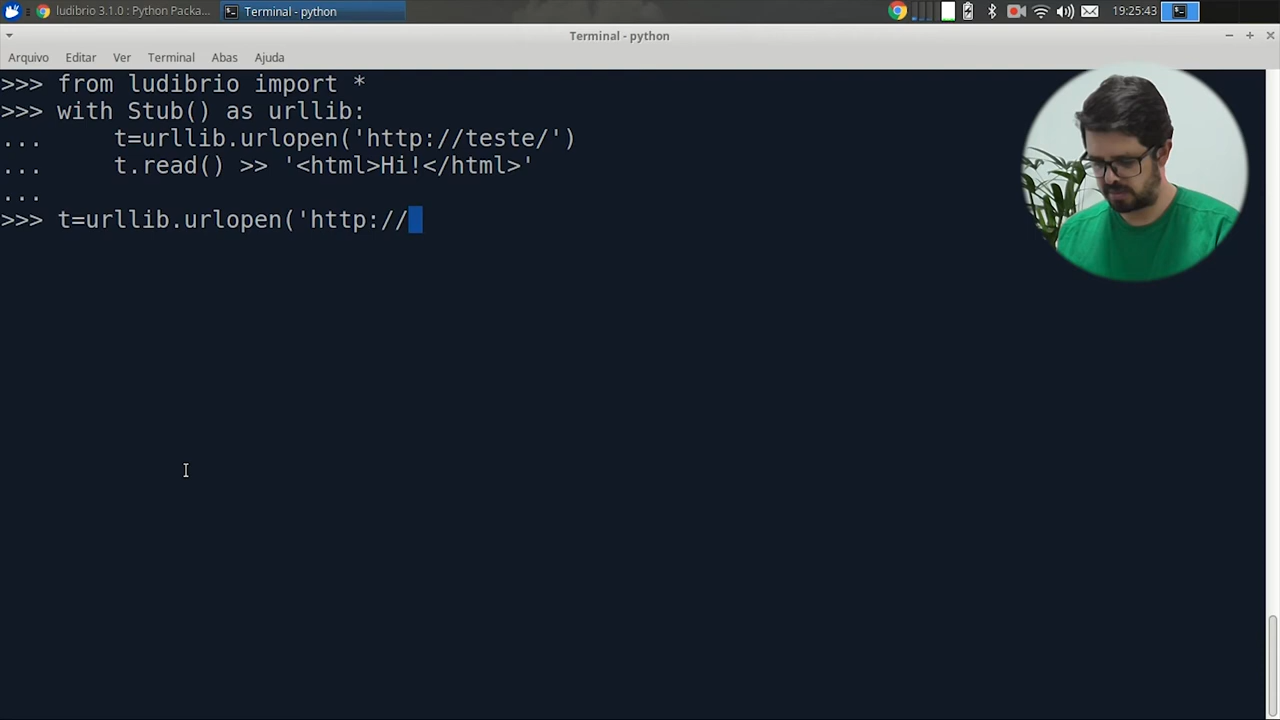 ludibrio 3.1.0 : Python Packa...
Terminal - python
19:25:43
Terminal - python
Arquivo Editar Ver Terminal Abas Ajuda
>>> from ludibrio import *
>>> with Stub() as urllib:
...     t=urllib.urlopen('http://teste/')
...     t.read() >> '<html>Hi!</html>'
...
>>> t=urllib.urlopen('http://